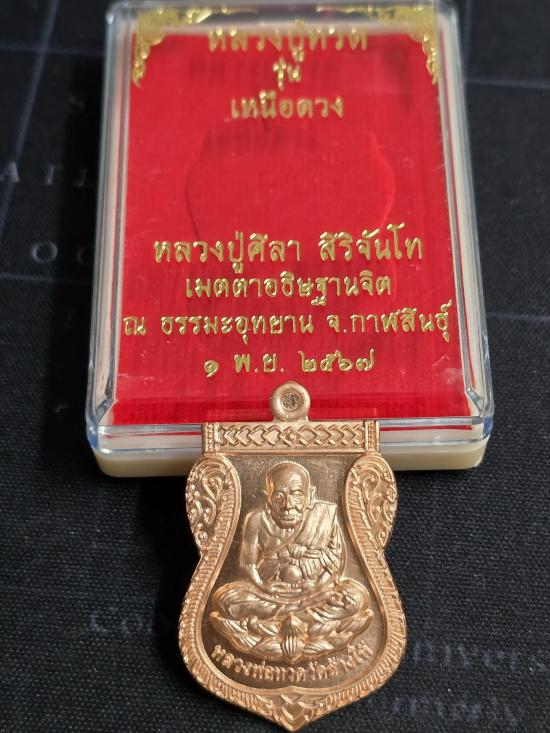 หลวงปู่ทวด
รุ่น
เหนือดวง
หลวงปู่ศิลา สิริจันโท
เมตตาอธิษฐานจิต
ณ ธรรมะอุทยาน จ.กาฬสินธุ์
๑ พ.ย. ๒๕๖๗
หลวงพ่อทวดวัดช้างให้